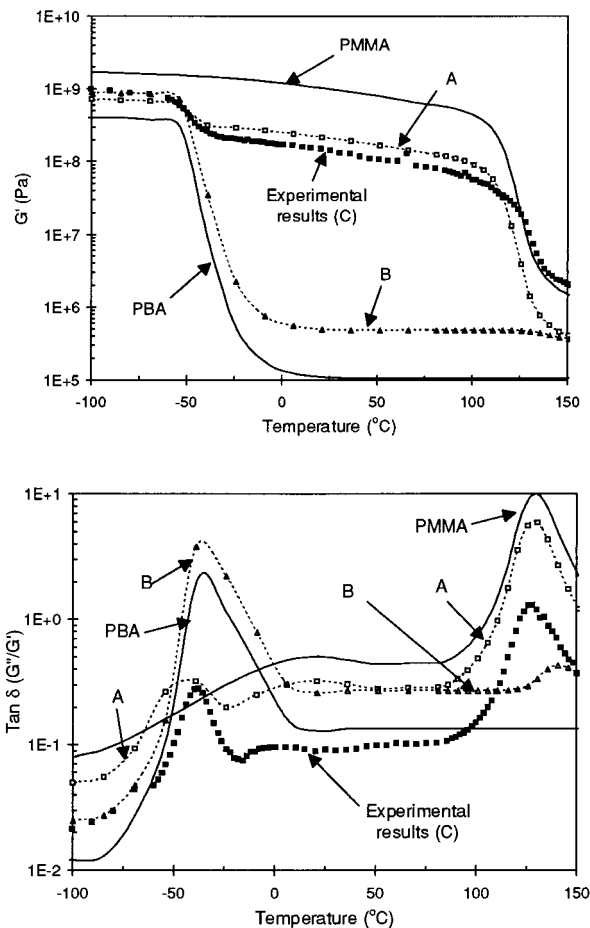 1E+10
1E+9
1E+8
1E+7
1E+6
1E+5
G' (Pa)
PMMA
A
Experimental
results (C)
PBA
B
-100 -50 0 50 100 150
Temperature (°C)
1E+1
1E+0
1E-1
1E-2
Tan δ (G"/G')
PMMA
B
B
A
PBA
A
Experimental
results (C)
-100 -50 0 50 100 150
Temperature (°C)